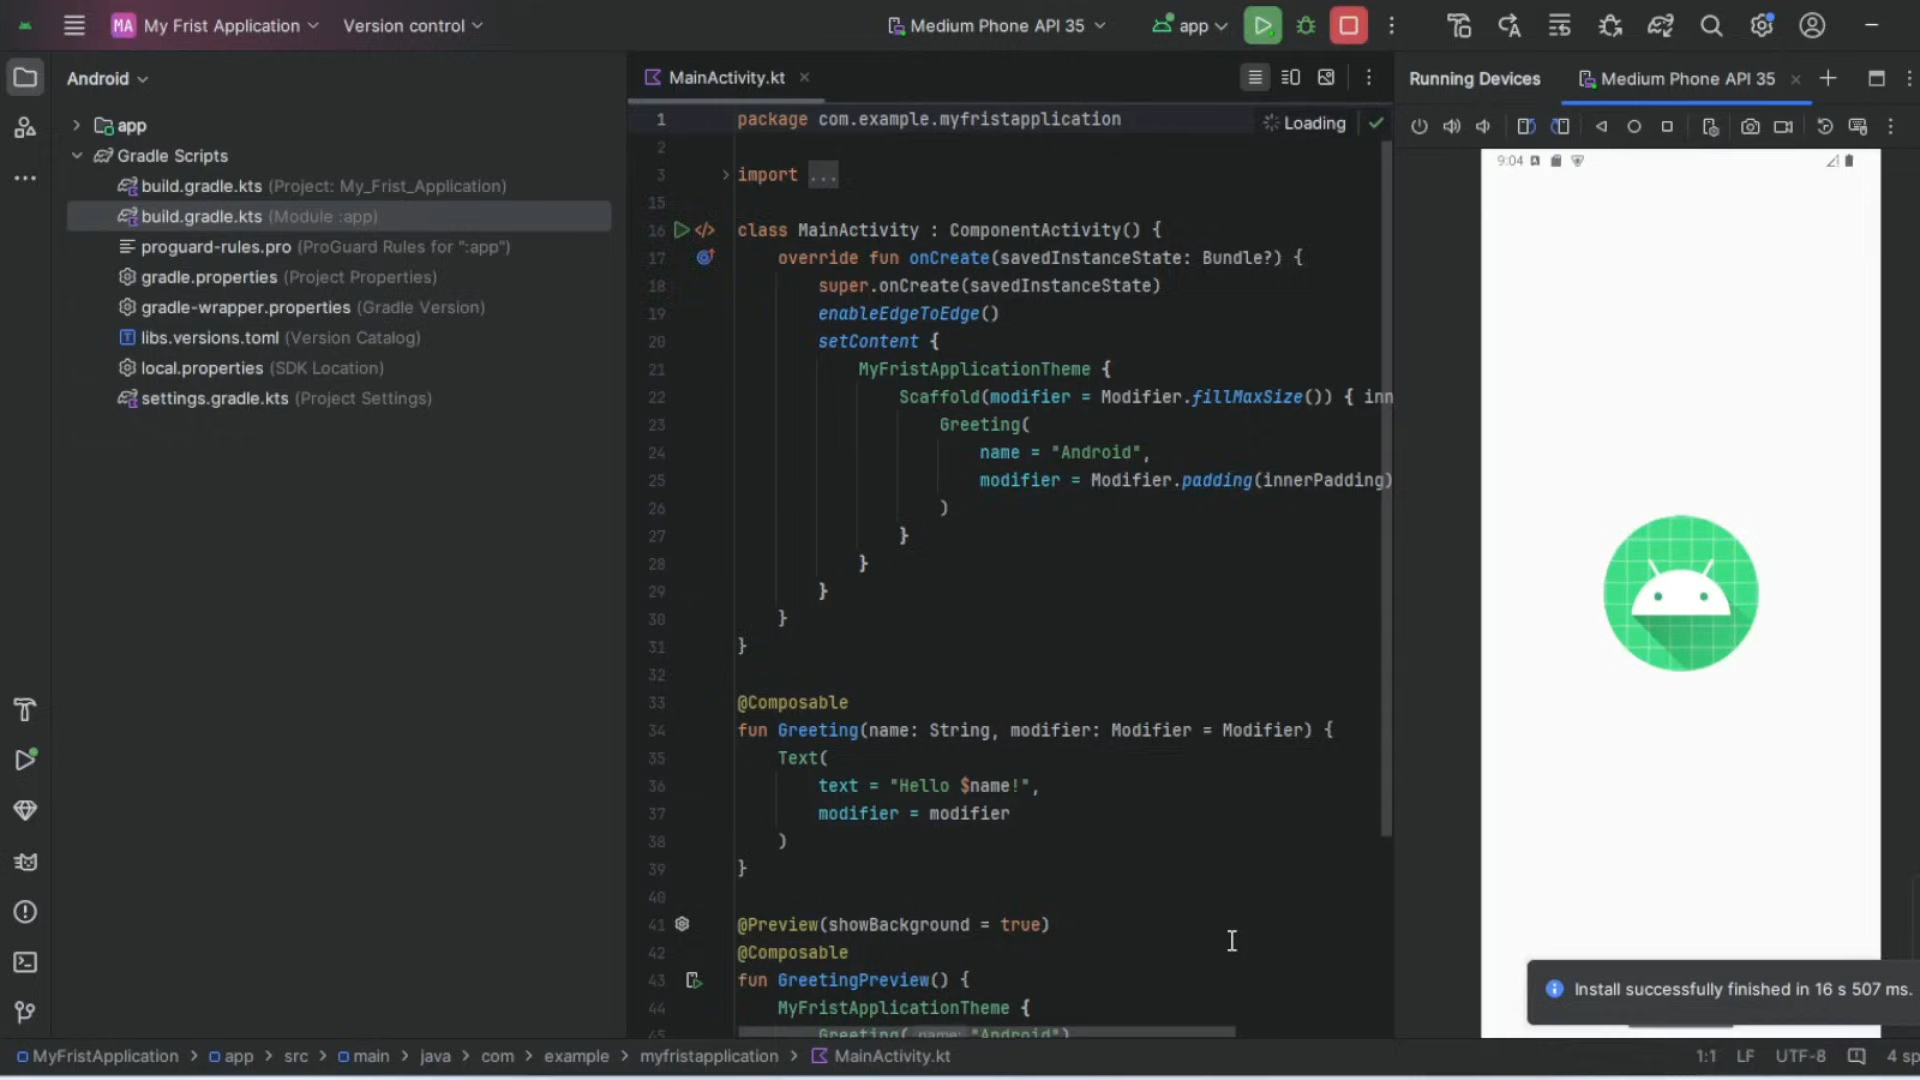 MA My Frist Application
Version control
Medium Phone API 35
app
Android
app
Gradle Scripts
build.gradle.kts (Project: My_Frist_Application)
build.gradle.kts (Module :app)
proguard-rules.pro (ProGuard Rules for ":app")
gradle.properties (Project Properties)
gradle-wrapper.properties (Gradle Version)
libs.versions.toml (Version Catalog)
local.properties (SDK Location)
settings.gradle.kts (Project Settings)
MainActivity.kt
Loading
1 package com.example.myfristapplication
2
3 import ...
15
16 class MainActivity : ComponentActivity() {
17 override fun onCreate(savedInstanceState: Bundle?) {
18 super.onCreate(savedInstanceState)
19 enableEdgeToEdge()
20 setContent {
21 MyFristApplicationTheme {
22 Scaffold(modifier = Modifier.fillMaxSize()) { inn
23 Greeting(
24 name = "Android",
25 modifier = Modifier.padding(innerPadding)
26 )
27 }
28 }
29 }
30 }
31 }
32
33 @Composable
34 fun Greeting(name: String, modifier: Modifier = Modifier) {
35 Text(
36 text = "Hello $name!",
37 modifier = modifier
38 )
39 }
40
41 @Preview(showBackground = true)
42 @Composable
43 fun GreetingPreview() {
44 MyFristApplicationTheme {
45 Greeting( name: "Android")
Running Devices
Medium Phone API 35
9:04
Install successfully finished in 16 s 507 ms.
MyFristApplication > app > src > main > java > com > example > myfristapplication > MainActivity.kt
1:1 LF UTF-8 4 sp